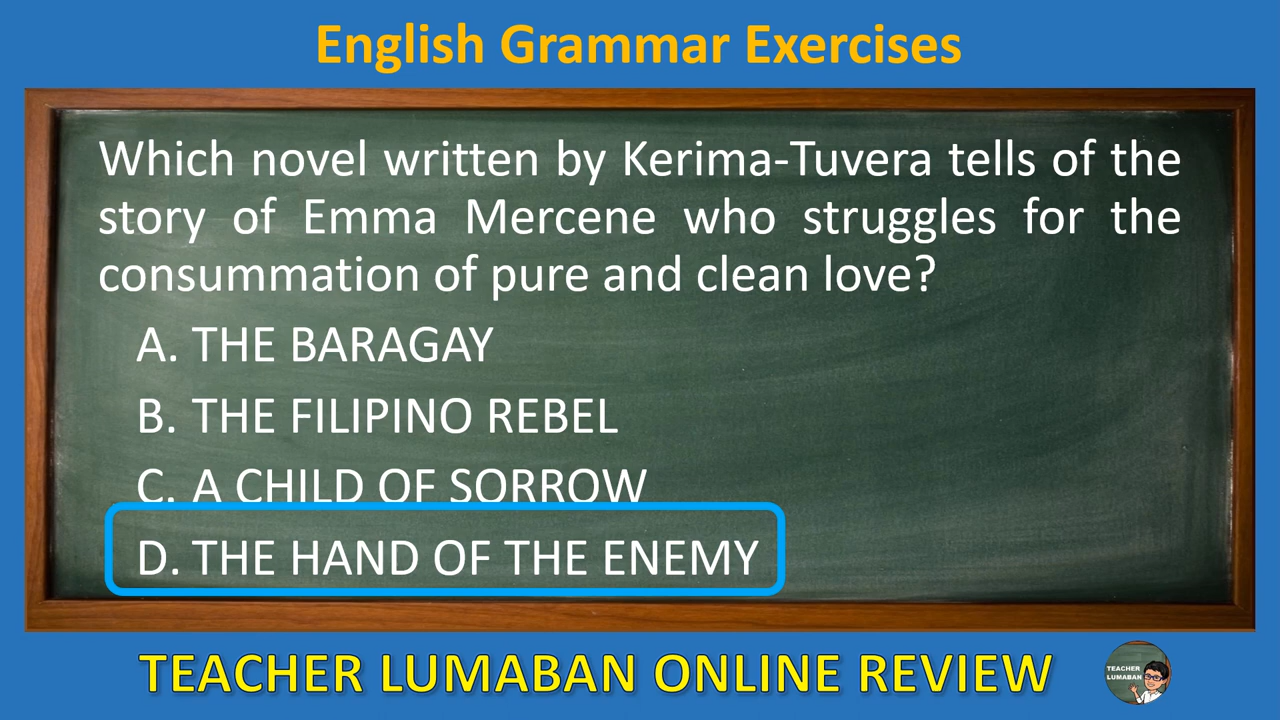 English Grammar Exercises
Which novel written by Kerima-Tuvera tells of the
story of Emma Mercene who struggles for the
consummation of pure and clean love?
A. THE BARAGAY
B. THE FILIPINO REBEL
C. A CHILD OF SORROW
D. THE HAND OF THE ENEMY
TEACHER LUMABAN ONLINE REVIEW
TEACHER
LUMABAN